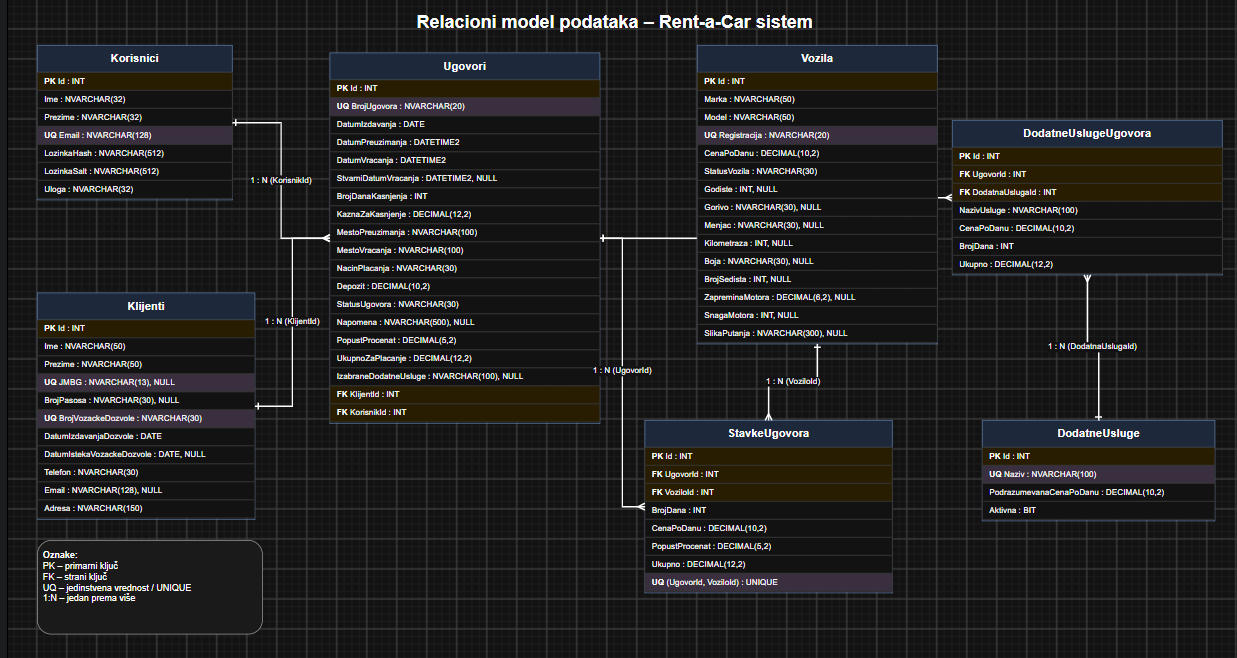 Relacioni model podataka – Rent-a-Car sistem
Korisnici
PK Id : INT
Ime : NVARCHAR(32)
Prezime : NVARCHAR(32)
UQ Email : NVARCHAR(128)
LozinkaHash : NVARCHAR(512)
LozinkaSalt : NVARCHAR(512)
Uloga : NVARCHAR(32)
1 : N (KorisnikId)
Klijenti
PK Id : INT
Ime : NVARCHAR(50)
Prezime : NVARCHAR(50)
UQ JMBG : NVARCHAR(13), NULL
BrojPasosa : NVARCHAR(30), NULL
UQ BrojVozackeDozvole : NVARCHAR(30)
DatumIzdavanjaDozvole : DATE
DatumIstekaVozackeDozvole : DATE, NULL
Telefon : NVARCHAR(30)
Email : NVARCHAR(128), NULL
Adresa : NVARCHAR(150)
1 : N (KlijentId)
Oznake:
PK – primarni ključ
FK – strani ključ
UQ – jedinstvena vrednost / UNIQUE
1:N – jedan prema više
Ugovori
PK Id : INT
UQ BrojUgovora : NVARCHAR(20)
DatumIzdavanja : DATE
DatumPreuzimanja : DATETIME2
DatumVracanja : DATETIME2
StvarniDatumVracanja : DATETIME2, NULL
BrojDanaKasnjenja : INT
KaznaZaKasnjenje : DECIMAL(12,2)
MestoPreuzimanja : NVARCHAR(100)
MestoVracanja : NVARCHAR(100)
NacinPlacanja : NVARCHAR(30)
Depozit : DECIMAL(10,2)
StatusUgovora : NVARCHAR(30)
Napomena : NVARCHAR(500), NULL
PopustProcenat : DECIMAL(5,2)
UkupnoZaPlacanje : DECIMAL(12,2)
IzabraneDodatneUsluge : NVARCHAR(100), NULL
FK KlijentId : INT
FK KorisnikId : INT
1 : N (UgovorId)
Vozila
PK Id : INT
Marka : NVARCHAR(50)
Model : NVARCHAR(50)
UQ Registracija : NVARCHAR(20)
CenaPoDanu : DECIMAL(10,2)
StatusVozila : NVARCHAR(30)
Godiste : INT, NULL
Gorivo : NVARCHAR(30), NULL
Menjac : NVARCHAR(30), NULL
Kilometraza : INT, NULL
Boja : NVARCHAR(30), NULL
BrojSedista : INT, NULL
ZapreminaMotora : DECIMAL(6,2), NULL
SnagaMotora : INT, NULL
SlikaPutanja : NVARCHAR(300), NULL
1 : N (VoziloId)
StavkeUgovora
PK Id : INT
FK UgovorId : INT
FK VoziloId : INT
BrojDana : INT
CenaPoDanu : DECIMAL(10,2)
PopustProcenat : DECIMAL(5,2)
Ukupno : DECIMAL(12,2)
UQ (UgovorId, VoziloId) : UNIQUE
DodatneUslugeUgovora
PK Id : INT
FK UgovorId : INT
FK DodatnaUslugaId : INT
NazivUsluge : NVARCHAR(100)
CenaPoDanu : DECIMAL(10,2)
BrojDana : INT
Ukupno : DECIMAL(12,2)
1 : N (DodatnaUslugaId)
DodatneUsluge
PK Id : INT
UQ Naziv : NVARCHAR(100)
PodrazumevanaCenaPoDanu : DECIMAL(10,2)
Aktivna : BIT